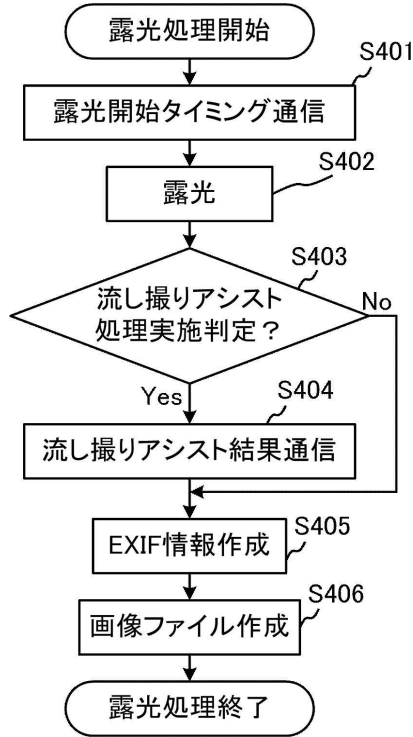 露光処理開始
S401
露光開始タイミング通信
S402
露光
S403
流し撮りアシスト
処理実施判定？
No
Yes
S404
流し撮りアシスト結果通信
S405
EXIF情報作成
S406
画像ファイル作成
露光処理終了